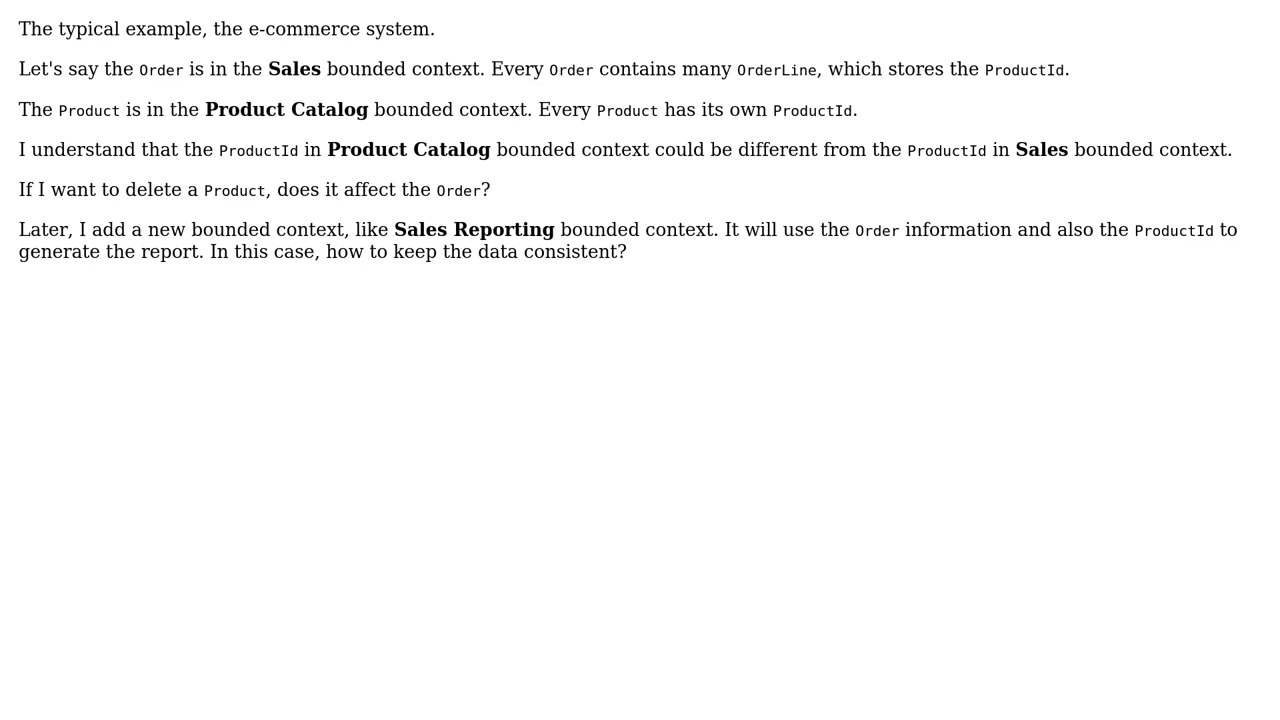 The typical example, the e-commerce system.
Let's say the Order is in the Sales bounded context. Every Order contains many OrderLine, which stores the ProductId.
The Product is in the Product Catalog bounded context. Every Product has its own ProductId.
I understand that the ProductId in Product Catalog bounded context could be different from the ProductId in Sales bounded context.
If I want to delete a Product, does it affect the Order?
Later, I add a new bounded context, like Sales Reporting bounded context. It will use the Order information and also the ProductId to
generate the report. In this case, how to keep the data consistent?